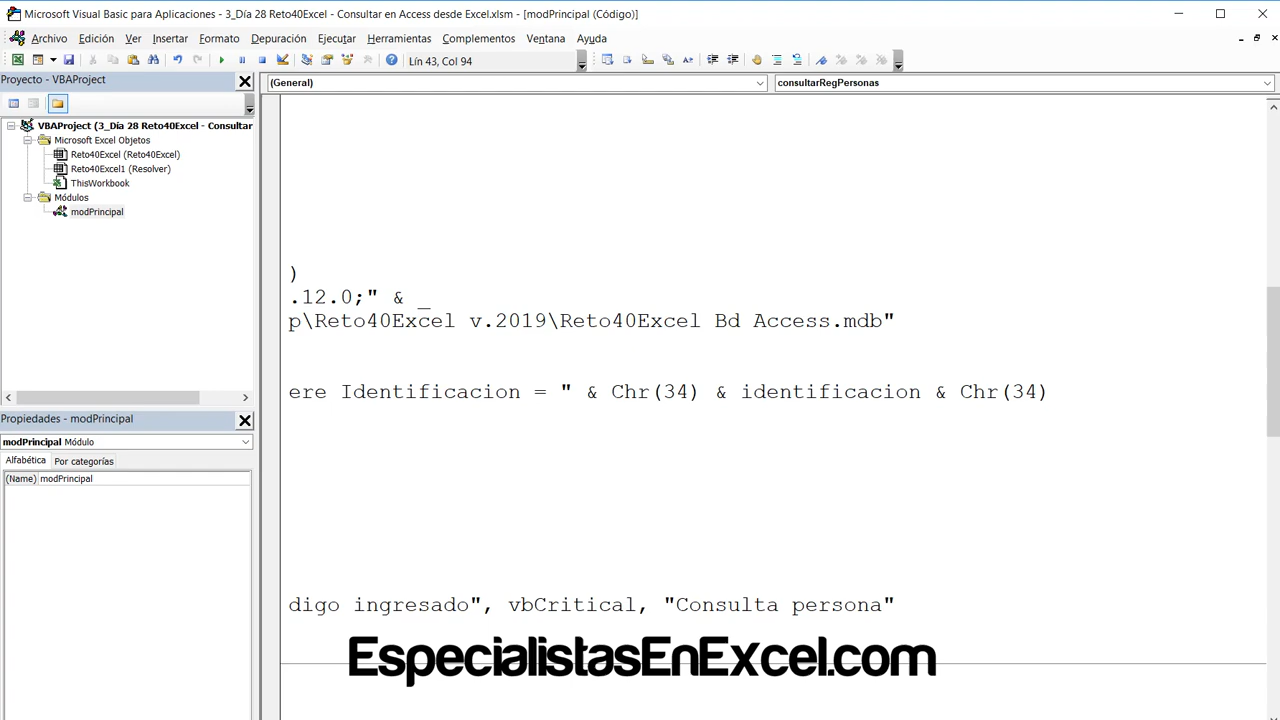 Microsoft Visual Basic para Aplicaciones - 3_Día 28 Reto40Excel - Consultar en Access desde Excel.xlsm - [modPrincipal (Código)]
Archivo Edición Ver Insertar Formato Depuración Ejecutar Herramientas Complementos Ventana Ayuda
Lín 43, Col 94
Proyecto - VBAProject
VBAProject (3_Día 28 Reto40Excel - Consultar
Microsoft Excel Objetos
Reto40Excel (Reto40Excel)
Reto40Excel1 (Resolver)
ThisWorkbook
Módulos
modPrincipal
Propiedades - modPrincipal
modPrincipal Módulo
Alfabética Por categorías
(Name) modPrincipal
(General) consultarRegPersonas
)
.12.0;" & _
p\Reto40Excel v.2019\Reto40Excel Bd Access.mdb"
ere Identificacion = " & Chr(34) & identificacion & Chr(34)
digo ingresado", vbCritical, "Consulta persona"
EspecialistasEnExcel.com